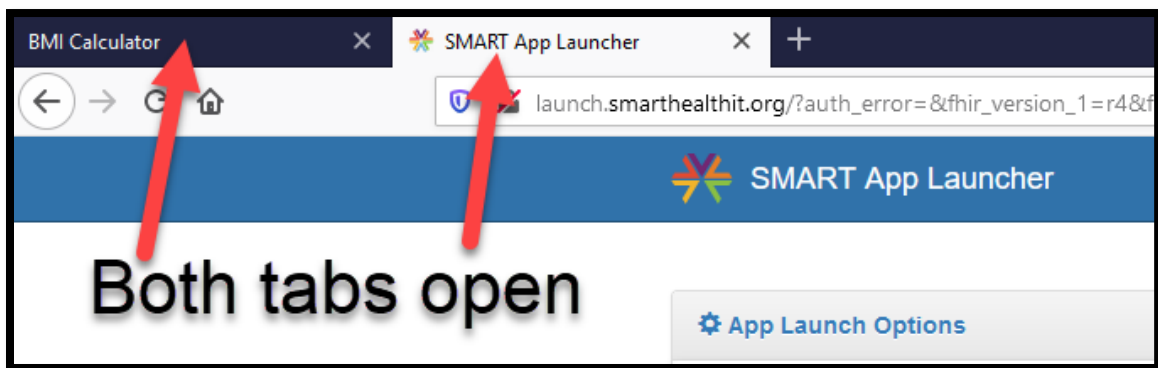 BMI Calculator
SMART App Launcher
launch.smarthealthit.org/?auth_error=&fhir_version_1=r4&f
SMART App Launcher
Both tabs open
App Launch Options